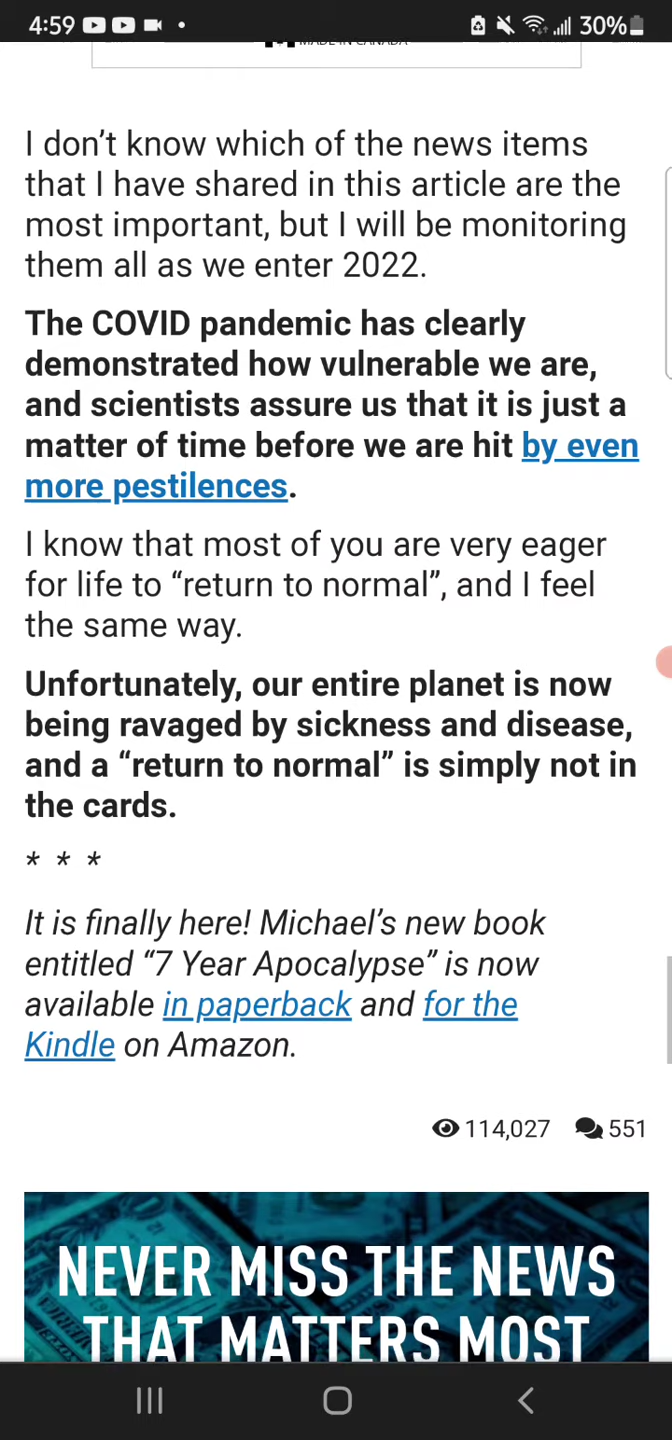 4:59
30%
MADE IN CANADA
I don’t know which of the news items
that I have shared in this article are the
most important, but I will be monitoring
them all as we enter 2022.
The COVID pandemic has clearly
demonstrated how vulnerable we are,
and scientists assure us that it is just a
matter of time before we are hit by even
more pestilences.
I know that most of you are very eager
for life to “return to normal”, and I feel
the same way.
Unfortunately, our entire planet is now
being ravaged by sickness and disease,
and a “return to normal” is simply not in
the cards.
* * *
It is finally here! Michael’s new book
entitled “7 Year Apocalypse” is now
available in paperback and for the
Kindle on Amazon.
114,027 551
NEVER MISS THE NEWS
THAT MATTERS MOST